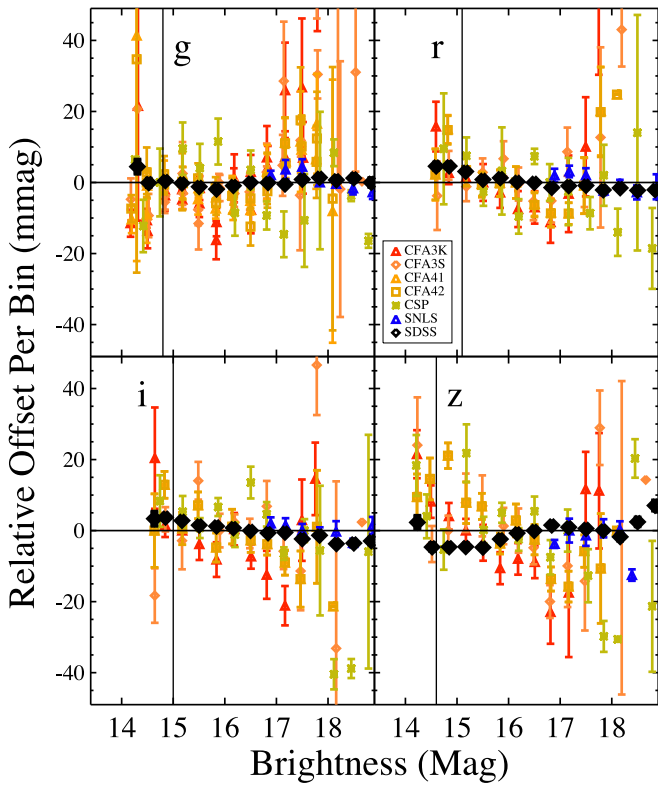 g
r
40
20
0
-20
-40
CFA3K
CFA3S
CFA41
CFA42
CSP
SNLS
SDSS
i
z
40
20
0
-20
-40
14 15 16 17 18
14 15 16 17 18
Relative Offset Per Bin (mmag)
Brightness (Mag)